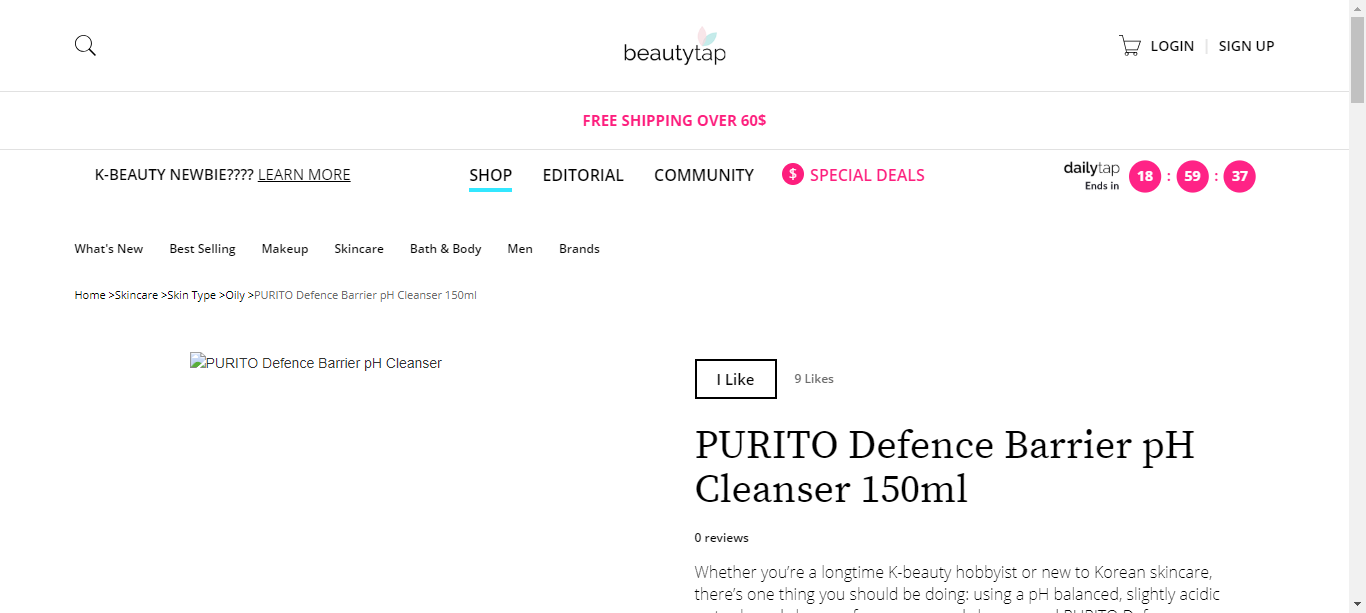 beautytap
LOGIN | SIGN UP
FREE SHIPPING OVER 60$
K-BEAUTY NEWBIE???? LEARN MORE
SHOP
EDITORIAL
COMMUNITY
$ SPECIAL DEALS
dailytap
Ends in
18 : 59 : 37
What's New
Best Selling
Makeup
Skincare
Bath & Body
Men
Brands
Home >Skincare >Skin Type >Oily >PURITO Defence Barrier pH Cleanser 150ml
PURITO Defence Barrier pH Cleanser
I Like
9 Likes
PURITO Defence Barrier pH
Cleanser 150ml
0 reviews
Whether you’re a longtime K-beauty hobbyist or new to Korean skincare,
there’s one thing you should be doing: using a pH balanced, slightly acidic